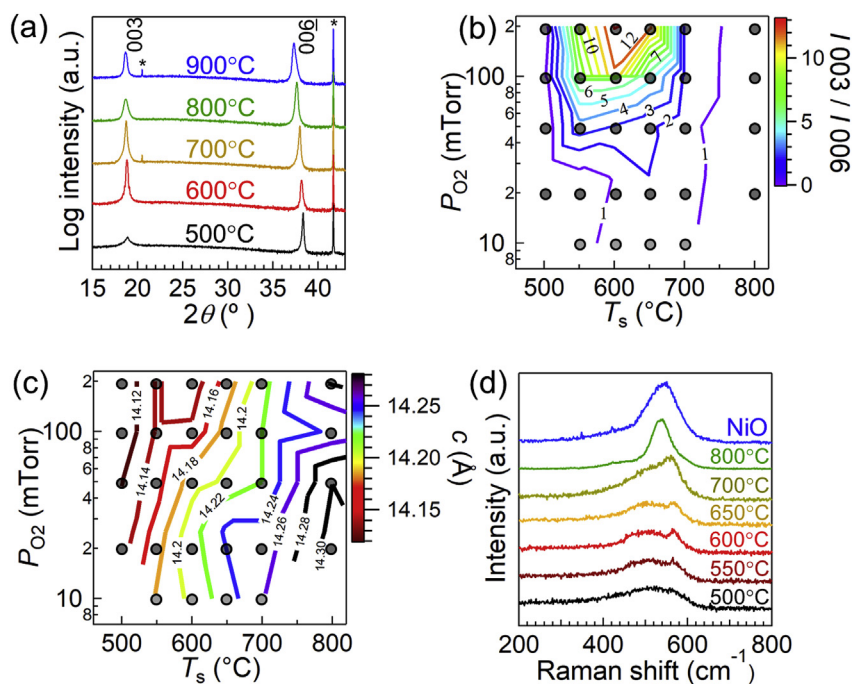 (a)
Log intensity (a.u.)
003
*
006
*
900°C
800°C
700°C
600°C
500°C
15 20 25 30 35 40
2θ (º)
(b)
P O2 (mTorr)
2
100
8
6
4
2
10
8
10
12
7
6
5
4
3
2
1
1
500 600 700 800
Ts (°C)
10
5
0
I 003 / I 006
(c)
P O2 (mTorr)
2
100
8
6
4
2
10
8
14.12
14.16
14.14
14.18
14.2
14.22
14.24
14.2
14.26
14.28
14.30
500 600 700 800
Ts (°C)
14.25
14.20
14.15
c (Å)
(d)
Intensity (a.u.)
NiO
800°C
700°C
650°C
600°C
550°C
500°C
200 400 600 800
Raman shift (cm⁻¹)